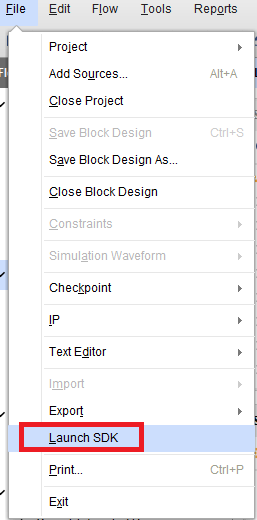 File Edit Flow Tools Reports
Project
Add Sources... Alt+A
Close Project
Save Block Design Ctrl+S
Save Block Design As...
Close Block Design
Constraints
Simulation Waveform
Checkpoint
IP
Text Editor
Import
Export
Launch SDK
Print... Ctrl+P
Exit